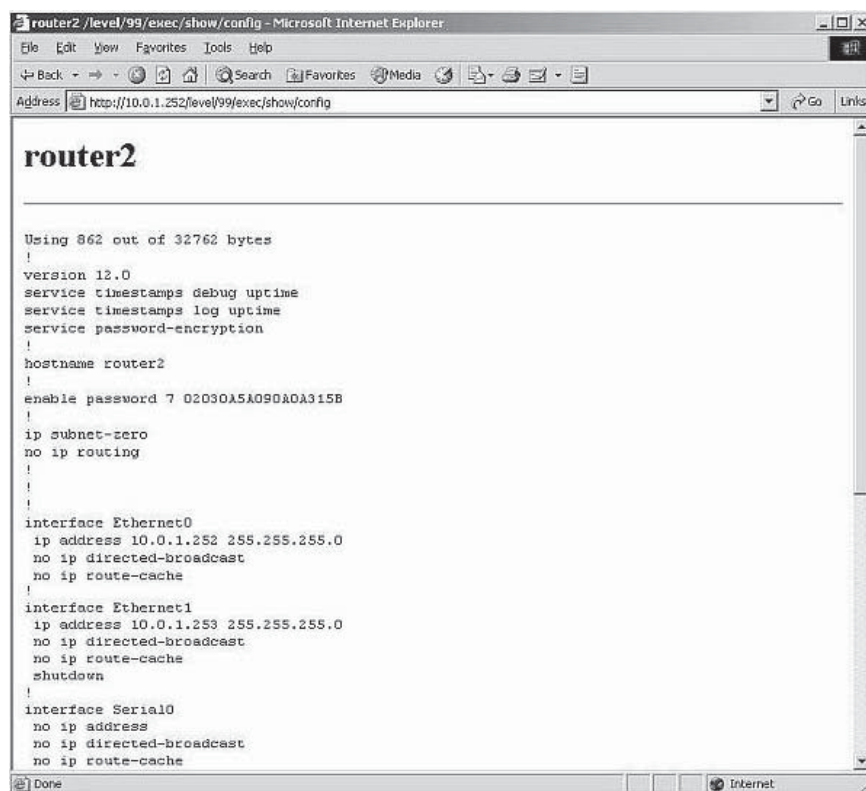 router2 /level/99/exec/show/config - Microsoft Internet Explorer
File Edit View Favorites Tools Help
Back Search Favorites Media
Address http://10.0.1.252/level/99/exec/show/config Go Links
router2
Using 862 out of 32762 bytes
!
version 12.0
service timestamps debug uptime
service timestamps log uptime
service password-encryption
!
hostname router2
!
enable password 7 02030A5A090A0A315B
!
ip subnet-zero
no ip routing
!
!
!
interface Ethernet0
ip address 10.0.1.252 255.255.255.0
no ip directed-broadcast
no ip route-cache
!
interface Ethernet1
ip address 10.0.1.253 255.255.255.0
no ip directed-broadcast
no ip route-cache
shutdown
!
interface Serial0
no ip address
no ip directed-broadcast
no ip route-cache
Done Internet